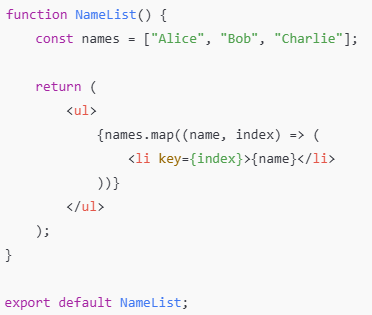 function NameList() {
    const names = ["Alice", "Bob", "Charlie"];

    return (
        <ul>
            {names.map((name, index) => (
                <li key={index}>{name}</li>
            ))}
        </ul>
    );
}

export default NameList;